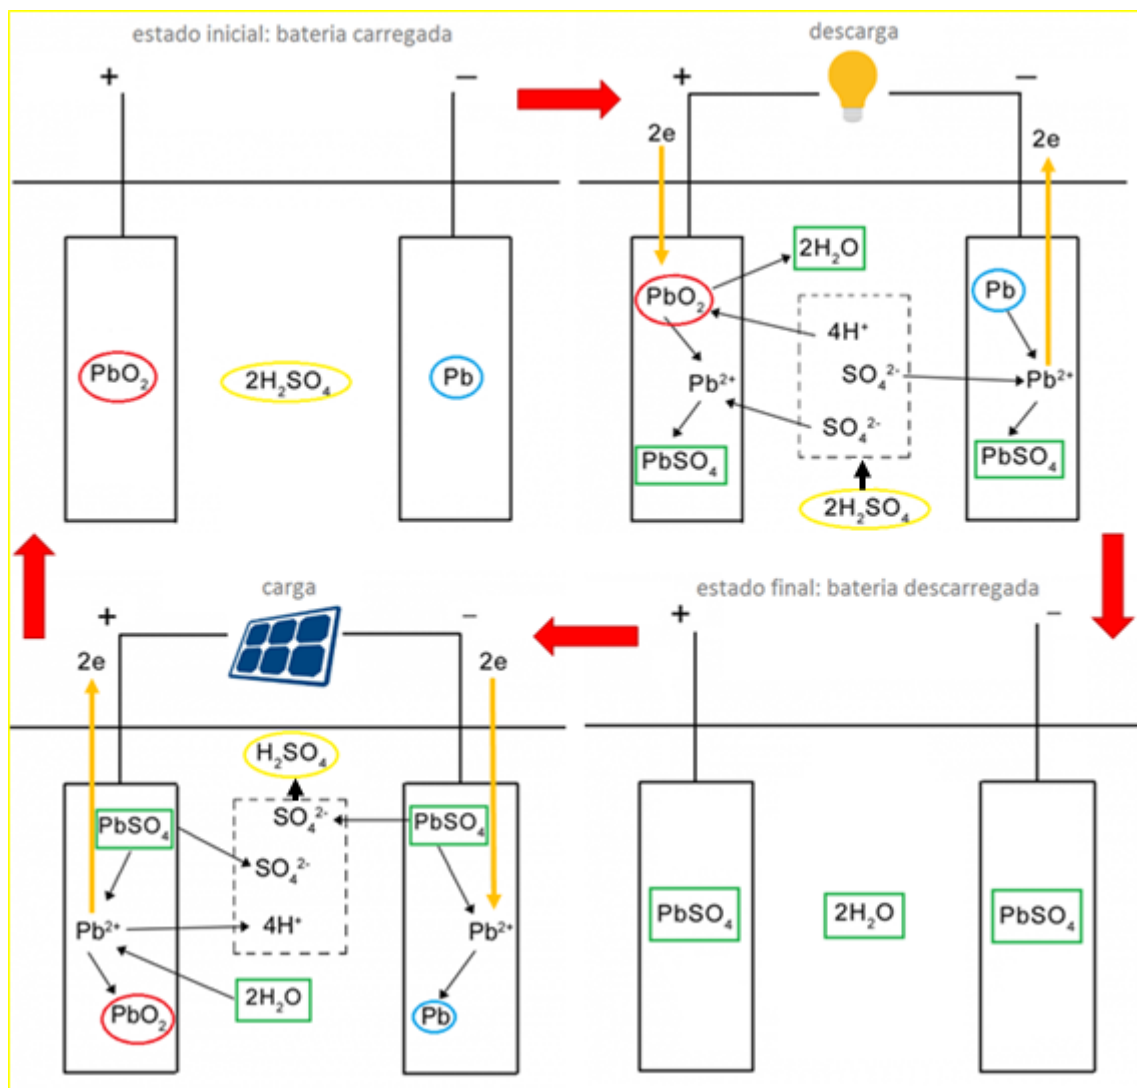 estado inicial: bateria carregada
+
−
PbO₂
2H₂SO₄
Pb
descarga
+
−
2e
2e
2H₂O
PbO₂
Pb
4H⁺
SO₄²⁻
Pb²⁺
Pb²⁺
SO₄²⁻
PbSO₄
PbSO₄
2H₂SO₄
carga
+
−
2e
2e
H₂SO₄
SO₄²⁻
PbSO₄
PbSO₄
SO₄²⁻
Pb²⁺
4H⁺
Pb²⁺
2H₂O
PbO₂
Pb
estado final: bateria descarregada
+
−
PbSO₄
2H₂O
PbSO₄